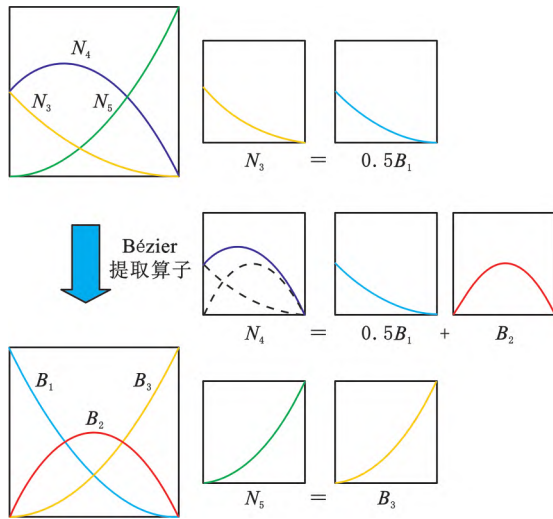 N₄
N₃ N₅
N₃ = 0.5B₁
Bézier
提取算子
N₄ = 0.5B₁ + B₂
B₁ B₃
B₂
N₅ = B₃